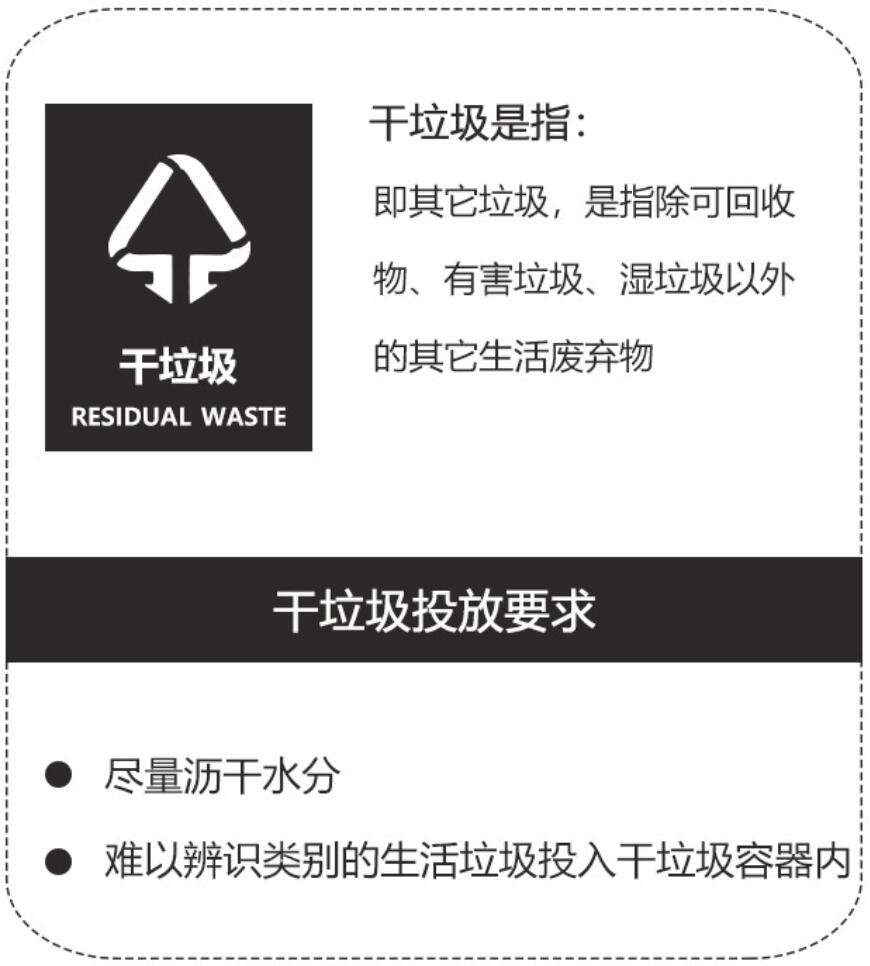 干垃圾是指：
即其它垃圾，是指除可回收
物、有害垃圾、湿垃圾以外
的其它生活废弃物
干垃圾
RESIDUAL WASTE
干垃圾投放要求
尽量沥干水分
难以辨识类别的生活垃圾投入干垃圾容器内